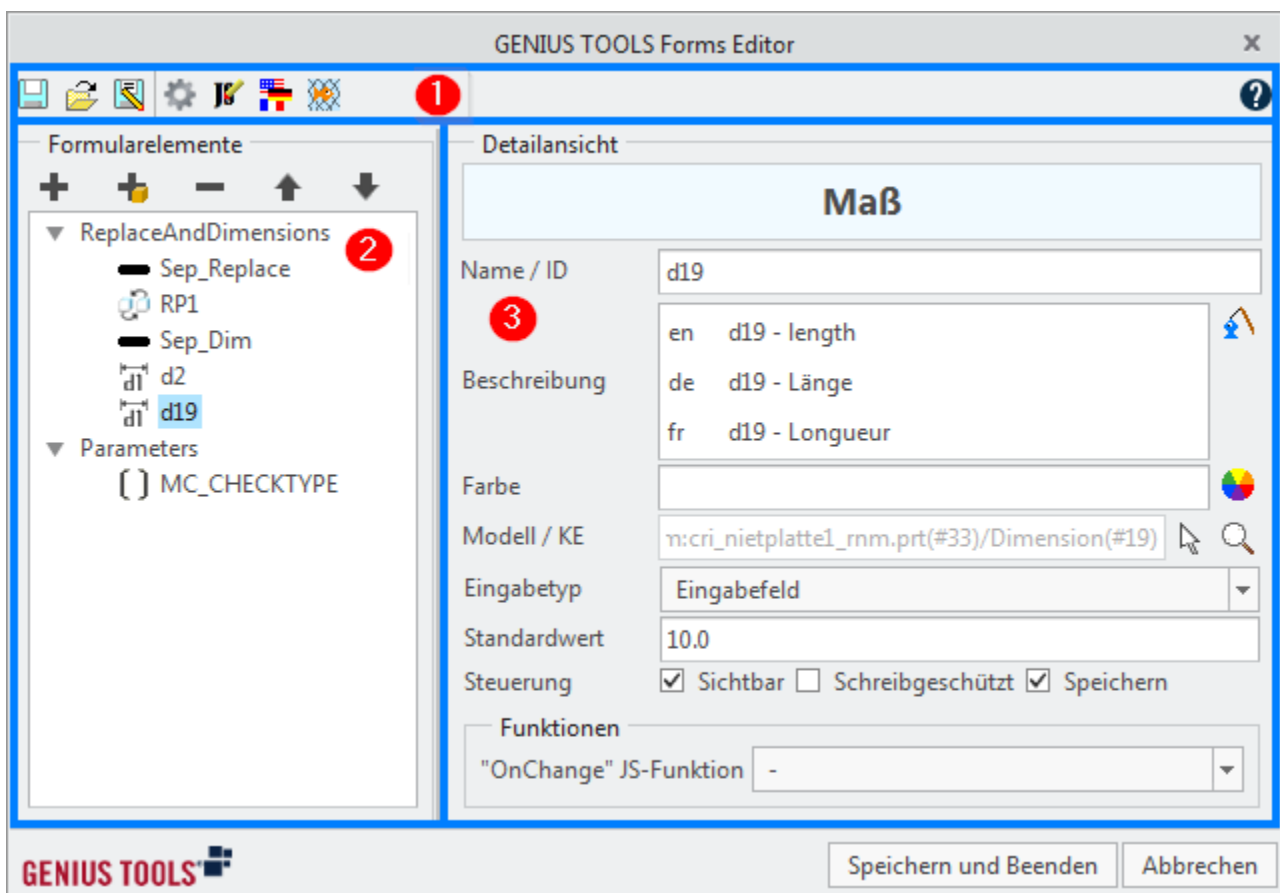 GENIUS TOOLS Forms Editor
JS
1
?
Formularelemente
ReplaceAndDimensions
2
Sep_Replace
RP1
Sep_Dim
d1 d2
d1 d19
Parameters
MC_CHECKTYPE
Detailansicht
Maß
Name / ID d19
3
Beschreibung
en d19 - length
de d19 - Länge
fr d19 - Longueur
Farbe
Modell / KE m:cri_nietplatte1_rnm.prt(#33)/Dimension(#19)
Eingabetyp Eingabefeld
Standardwert 10.0
Steuerung Sichtbar Schreibgeschützt Speichern
Funktionen
"OnChange" JS-Funktion -
GENIUS TOOLS
Speichern und Beenden Abbrechen